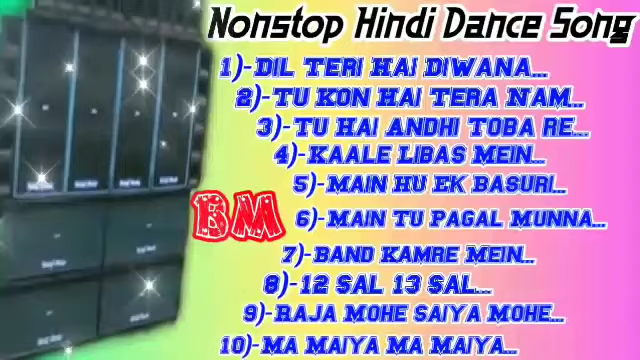 Nonstop Hindi Dance Song
1)-DIL TERI HAI DIWANA...
2)-TU KON HAI TERA NAM...
3)-TU HAI ANDHI TOBA RE...
4)-KAALE LIBAS MEIN...
5)-MAIN HU EK BASURI...
BM
6)-MAIN TU PAGAL MUNNA...
7)-BAND KAMRE MEIN...
8)-12 SAL 13 SAL...
9)-RAJA MOHE SAIYA MOHE...
10)-MA MAIYA MA MAIYA...